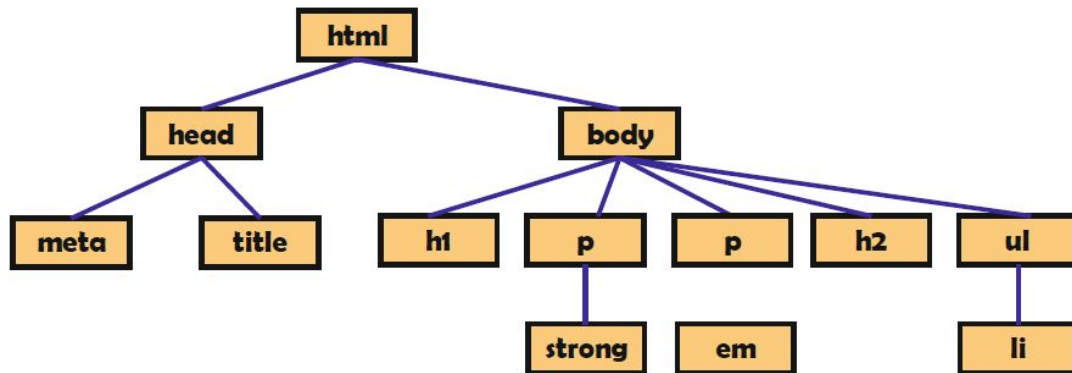 html
head body
meta title h1 p p h2 ul
strong em li